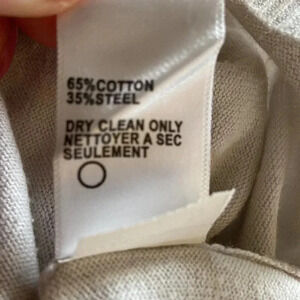 65%COTTON
35%STEEL
DRY CLEAN ONLY
NETTOYER A SEC
SEULEMENT